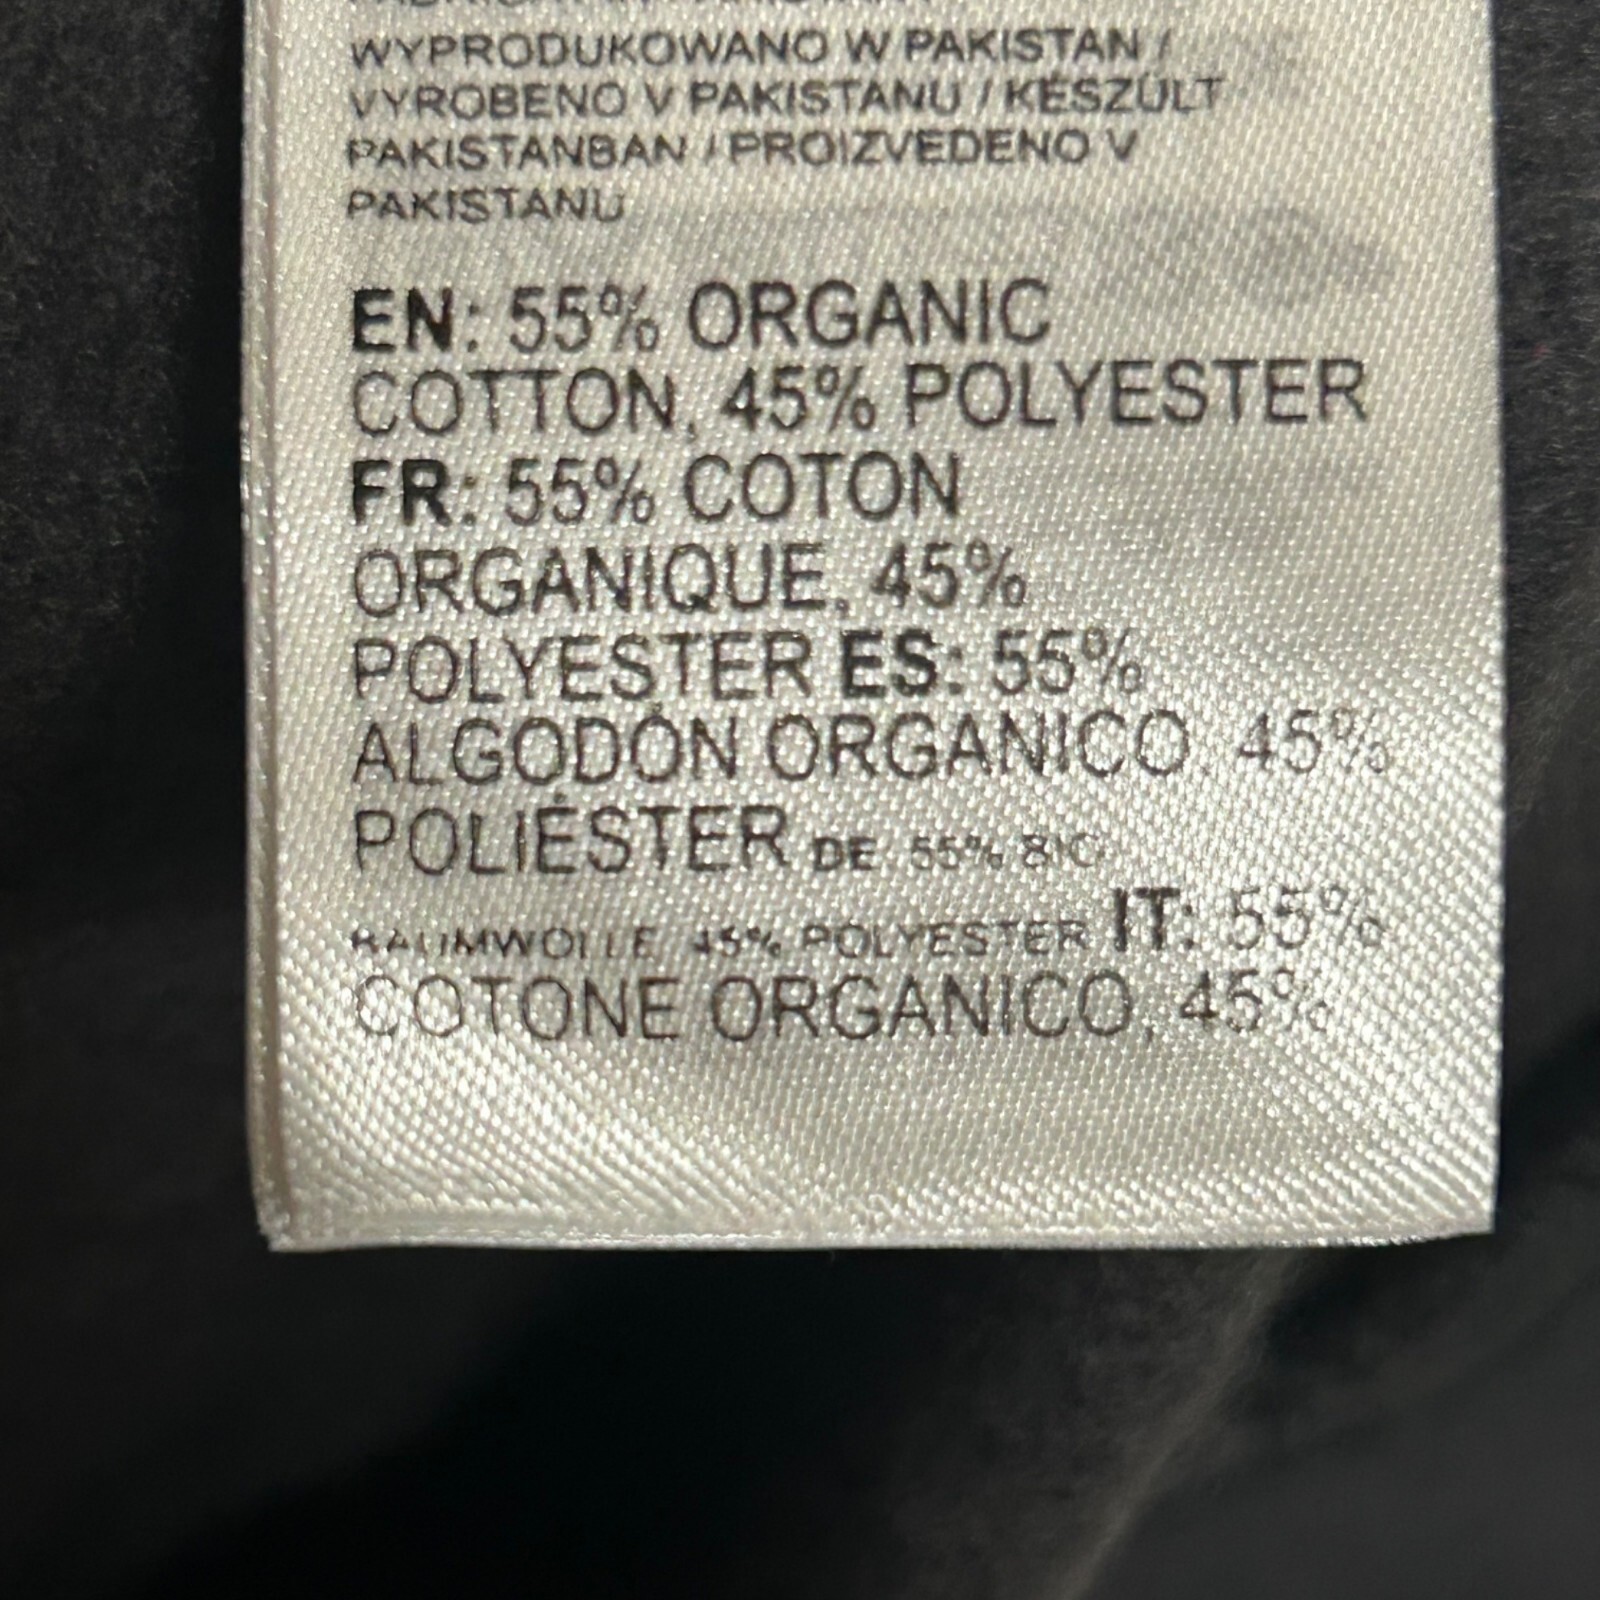 WYPRODUKOWANO W PAKISTAN /
VYROBENO V PAKISTANU / KÉSZÜLT
PAKISTANBAN / PROIZVEDENO V
PAKISTANU
EN: 55% ORGANIC
COTTON, 45% POLYESTER
FR: 55% COTON
ORGANIQUE, 45%
POLYESTER ES: 55%
ALGODÓN ORGANICO, 45%
POLIÉSTER DE 55% BIO
BAUMWOLLE 45% POLYESTER IT: 55%
COTONE ORGANICO, 45%